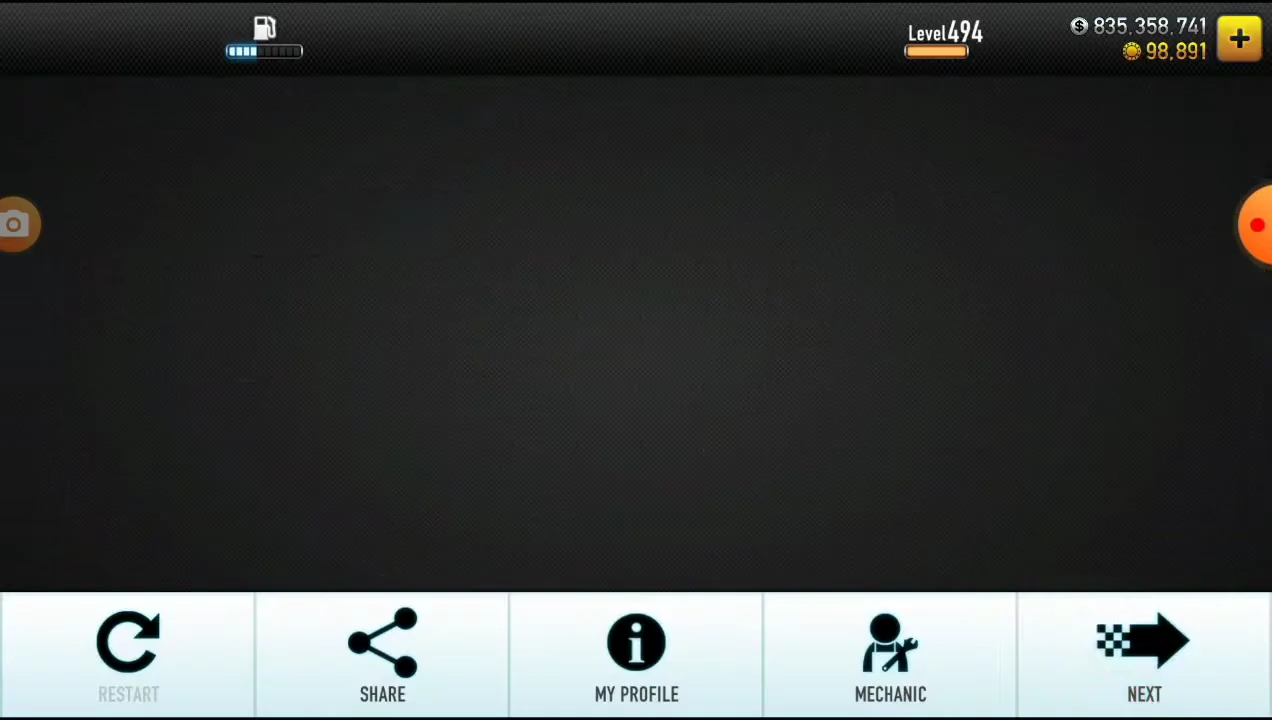 Level494
835,358,741
98,891
RESTART
SHARE
MY PROFILE
MECHANIC
NEXT